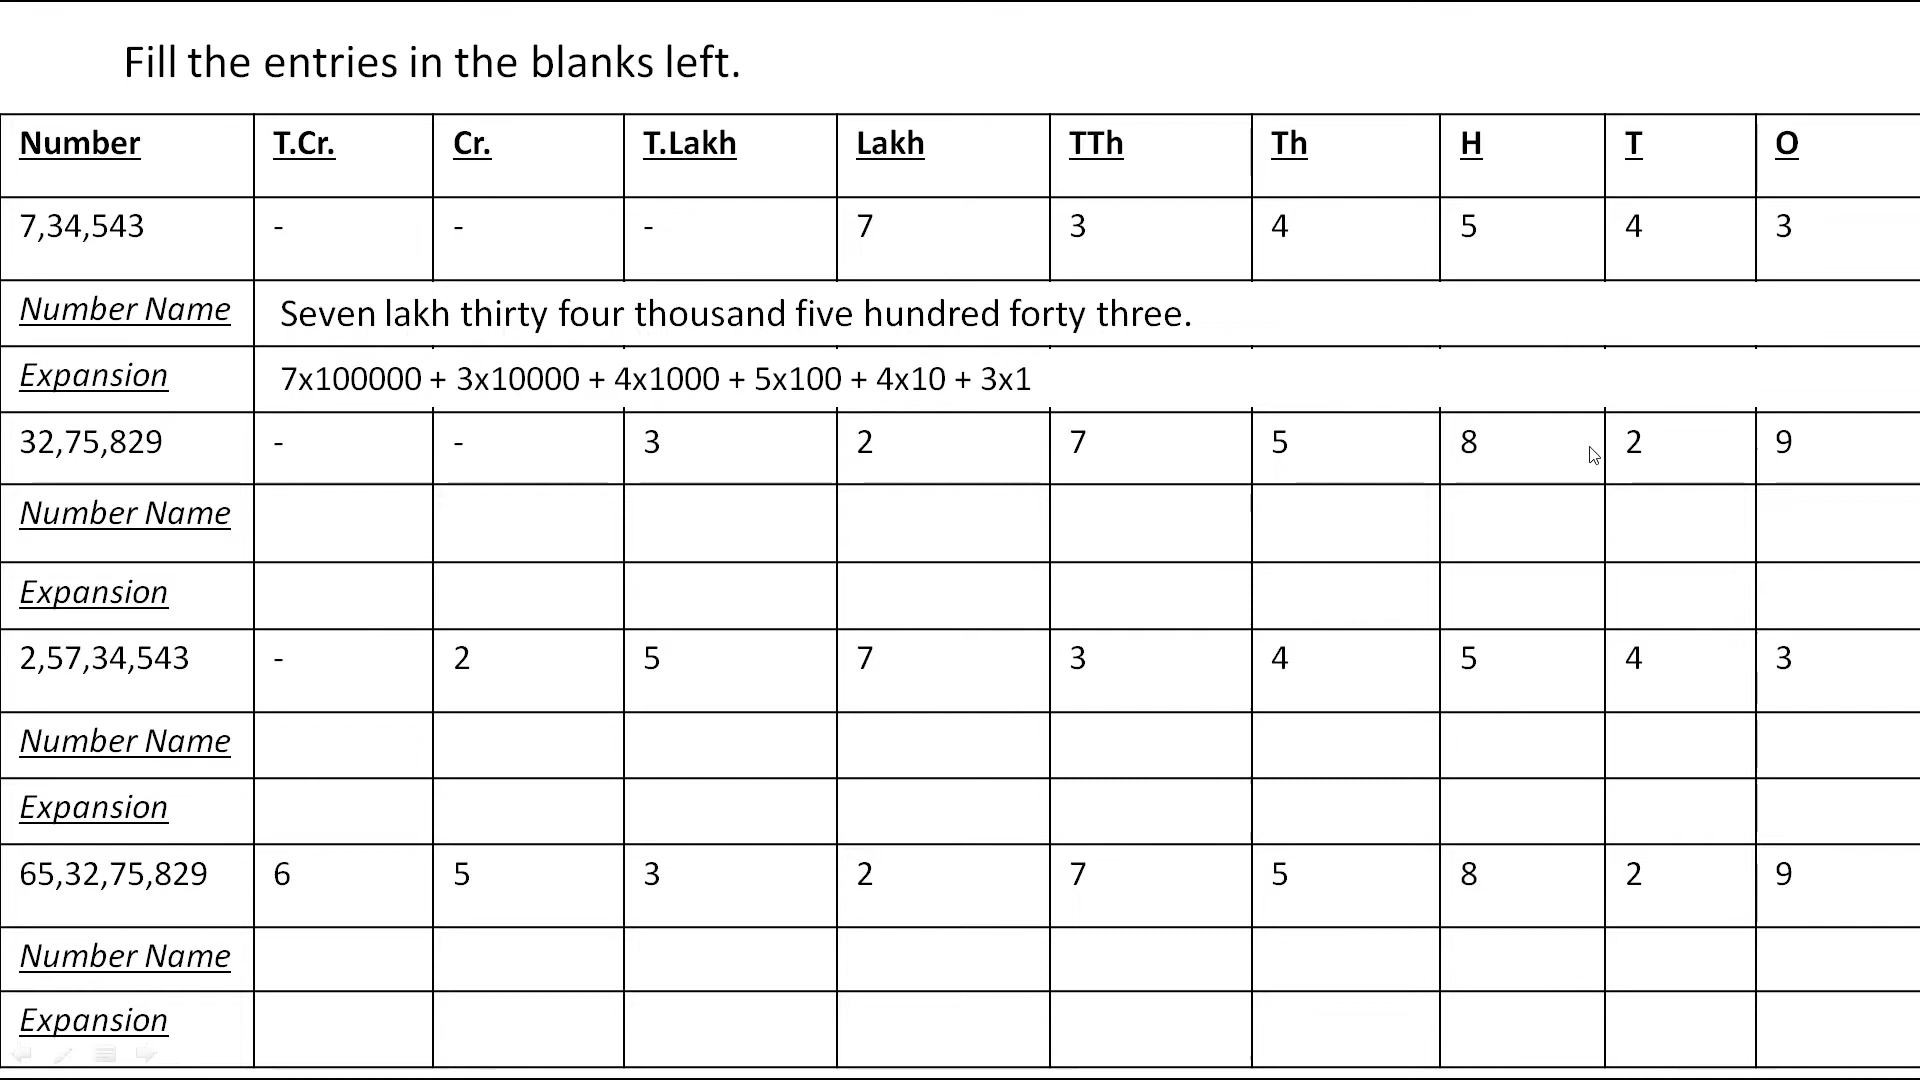 Fill the entries in the blanks left.
Number T.Cr. Cr. T.Lakh Lakh TTh Th H T O
7,34,543 - - - 7 3 4 5 4 3
Number Name Seven lakh thirty four thousand five hundred forty three.
Expansion 7x100000 + 3x10000 + 4x1000 + 5x100 + 4x10 + 3x1
32,75,829 - - 3 2 7 5 8 2 9
Number Name
Expansion
2,57,34,543 - 2 5 7 3 4 5 4 3
Number Name
Expansion
65,32,75,829 6 5 3 2 7 5 8 2 9
Number Name
Expansion